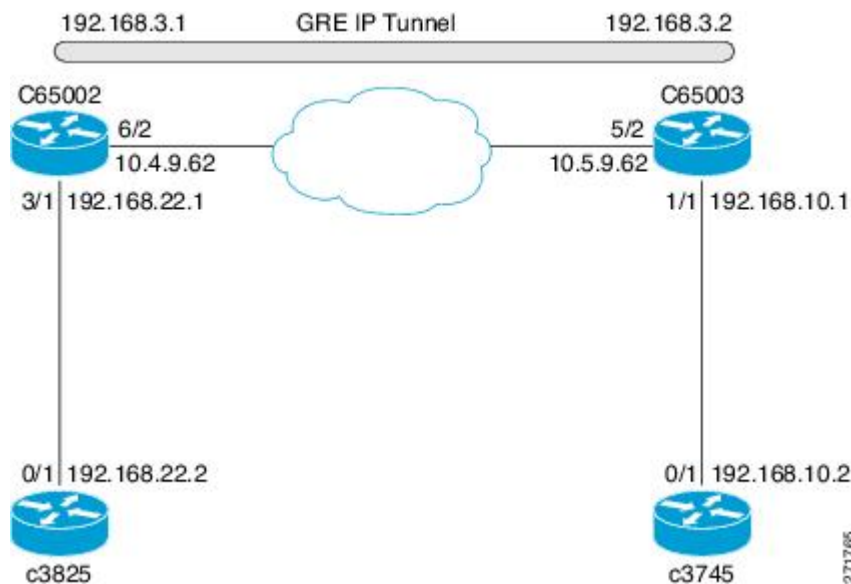 192.168.3.1 GRE IP Tunnel 192.168.3.2
C65002 C65003
6/2 5/2
10.4.9.62 10.5.9.62
3/1 192.168.22.1 1/1 192.168.10.1
0/1 192.168.22.2 0/1 192.168.10.2
c3825 c3745
271765